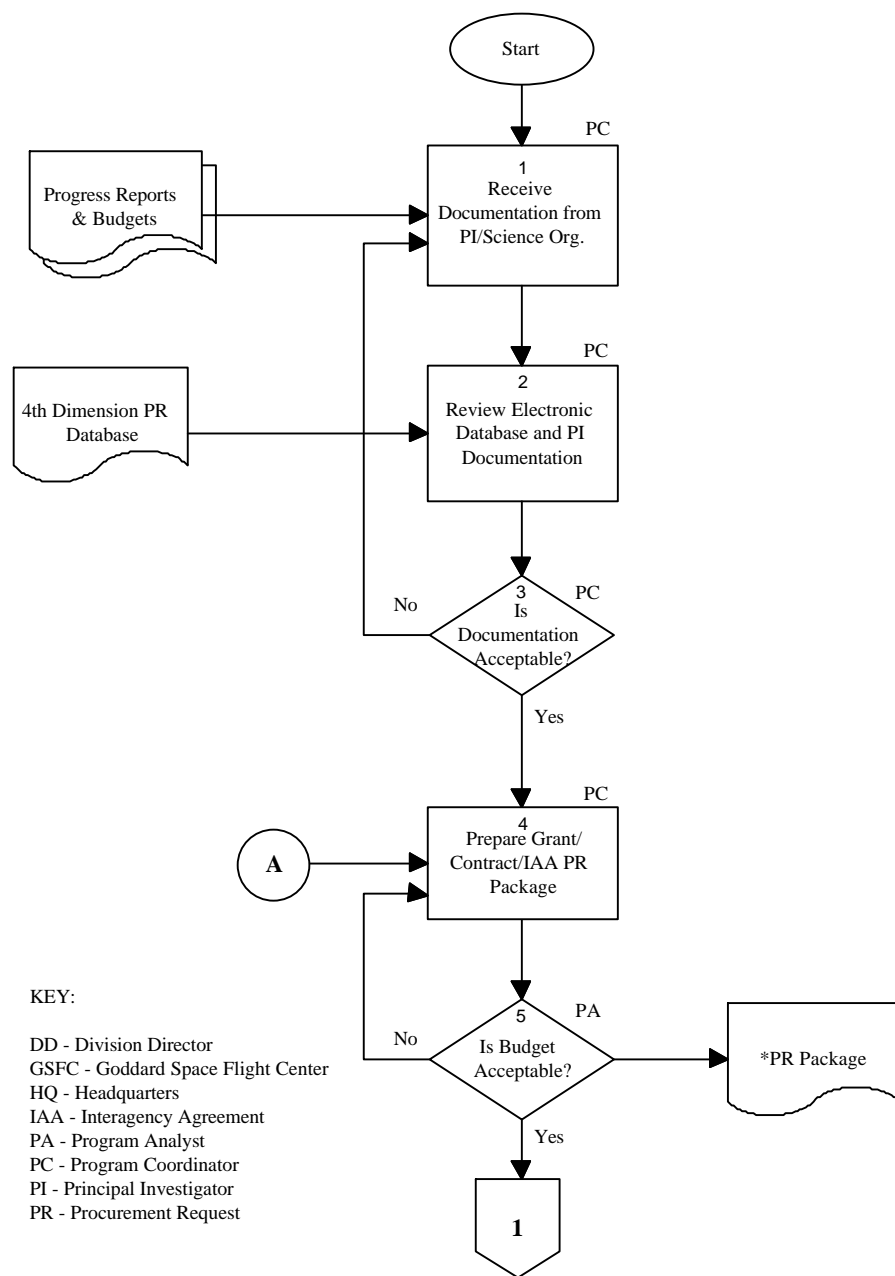 Start
PC
1
Receive
Documentation from
PI/Science Org.
Progress Reports
& Budgets
PC
2
Review Electronic
Database and PI
Documentation
4th Dimension PR
Database
3
PC
Is
Documentation
Acceptable?
No
Yes
PC
4
Prepare Grant/
Contract/IAA PR
Package
A
5
PA
Is Budget
Acceptable?
No
*PR Package
Yes
1
KEY:
DD - Division Director
GSFC - Goddard Space Flight Center
HQ - Headquarters
IAA - Interagency Agreement
PA - Program Analyst
PC - Program Coordinator
PI - Principal Investigator
PR - Procurement Request